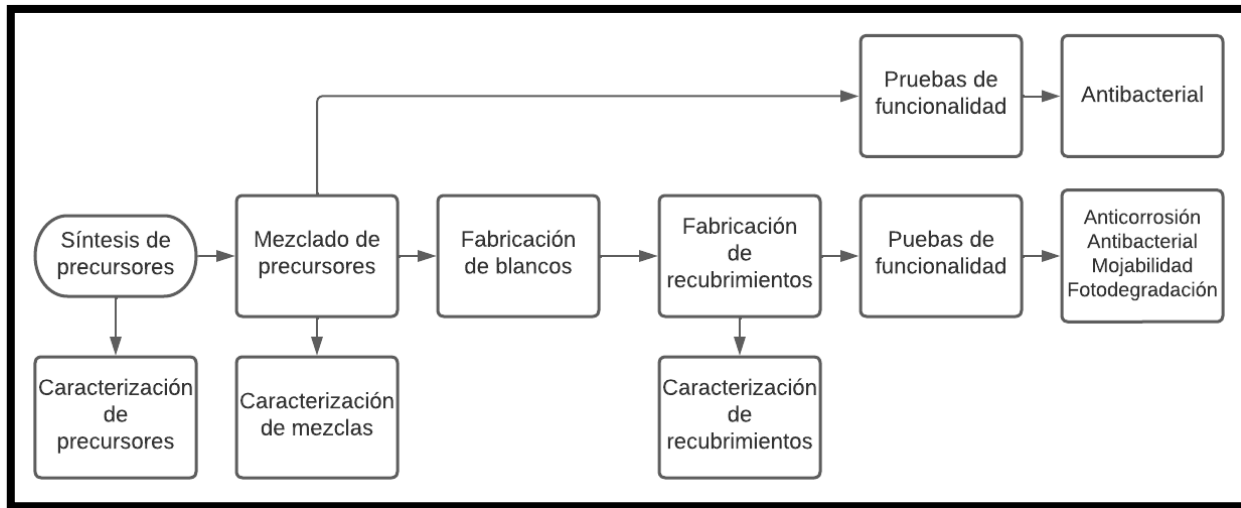 Pruebas de
funcionalidad
Antibacterial
Síntesis de
precursores
Mezclado de
precursores
Fabricación
de blancos
Fabricación
de
recubrimientos
Puebas de
funcionalidad
Anticorrosión
Antibacterial
Mojabilidad
Fotodegradación
Caracterización
de
precursores
Caracterización
de mezclas
Caracterización
de
recubrimientos